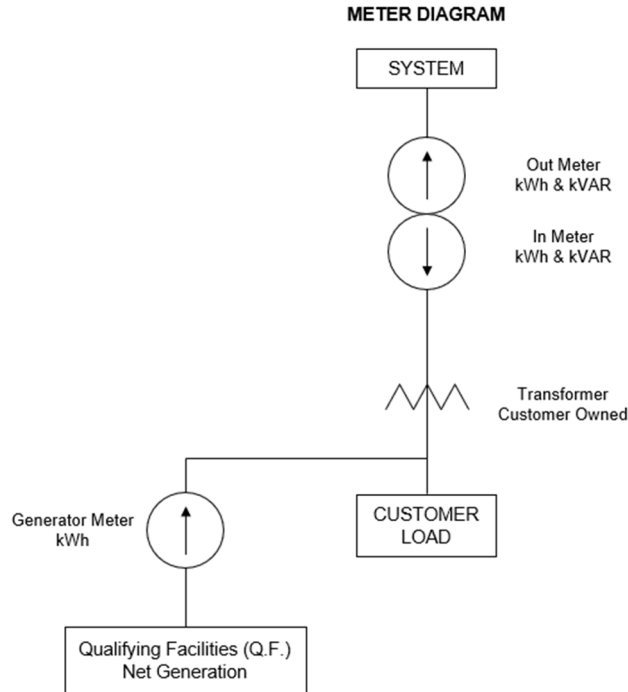 METER DIAGRAM
SYSTEM
Out Meter
kWh & kVAR
In Meter
kWh & kVAR
Transformer
Customer Owned
Generator Meter
kWh
CUSTOMER
LOAD
Qualifying Facilities (Q.F.)
Net Generation